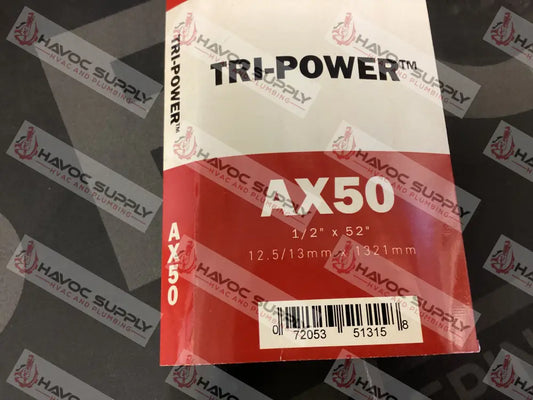 TRI-POWER™
AX50
TRI-POWER™
AX50
1/2" x 52"
12.5/13mm x 1321mm
0 72053 51315 8
HAVOC SUPPLY
HVAC AND PLUMBING